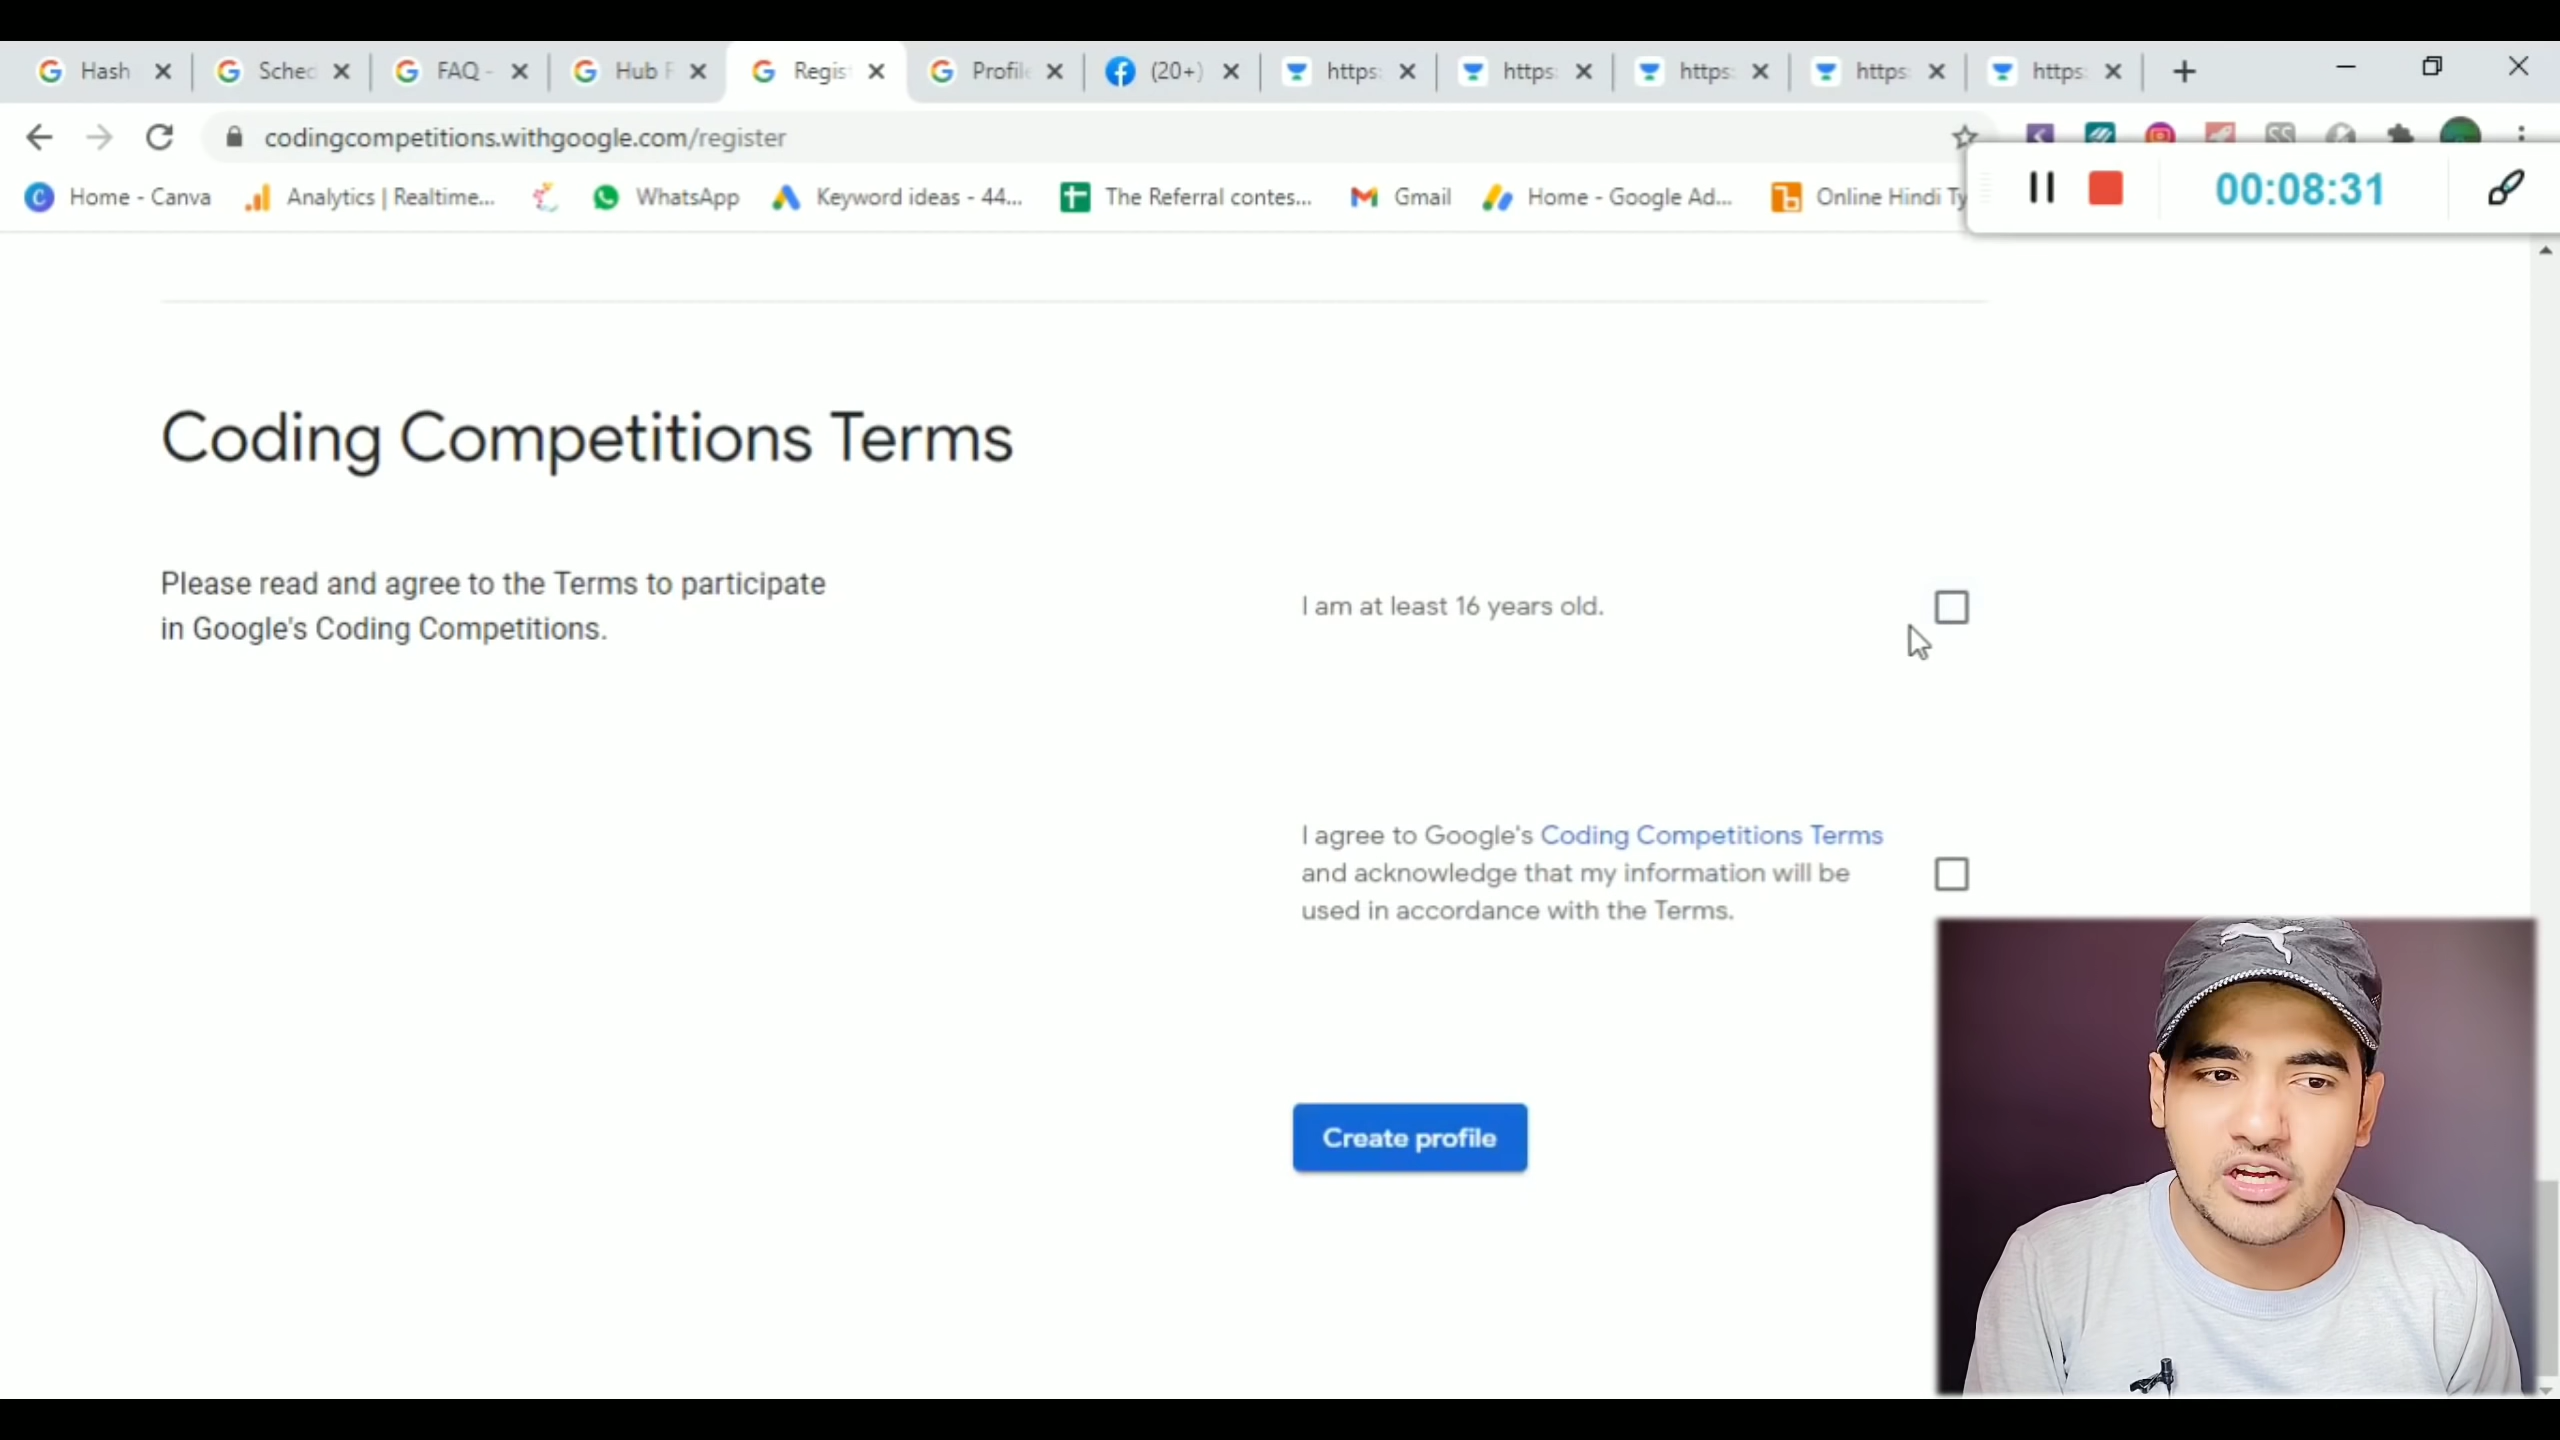 Hash
Sched
FAQ -
Hub F
Regis
Profile
(20+)
https:
https:
https:
https:
https:
codingcompetitions.withgoogle.com/register
Home - Canva
Analytics | Realtime...
WhatsApp
Keyword ideas - 44...
The Referral contes...
Gmail
Home - Google Ad...
Online Hindi Ty
00:08:31
Coding Competitions Terms
Please read and agree to the Terms to participate
in Google's Coding Competitions.
I am at least 16 years old.
I agree to Google's Coding Competitions Terms
and acknowledge that my information will be
used in accordance with the Terms.
Create profile